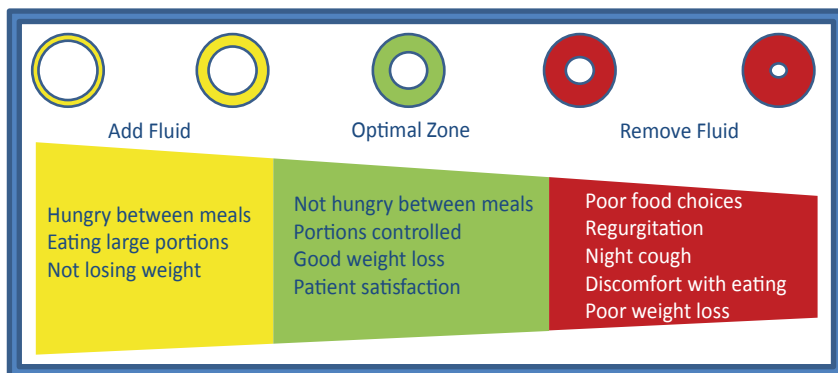 Add Fluid
Optimal Zone
Remove Fluid
Hungry between meals
Eating large portions
Not losing weight
Not hungry between meals
Portions controlled
Good weight loss
Patient satisfaction
Poor food choices
Regurgitation
Night cough
Discomfort with eating
Poor weight loss